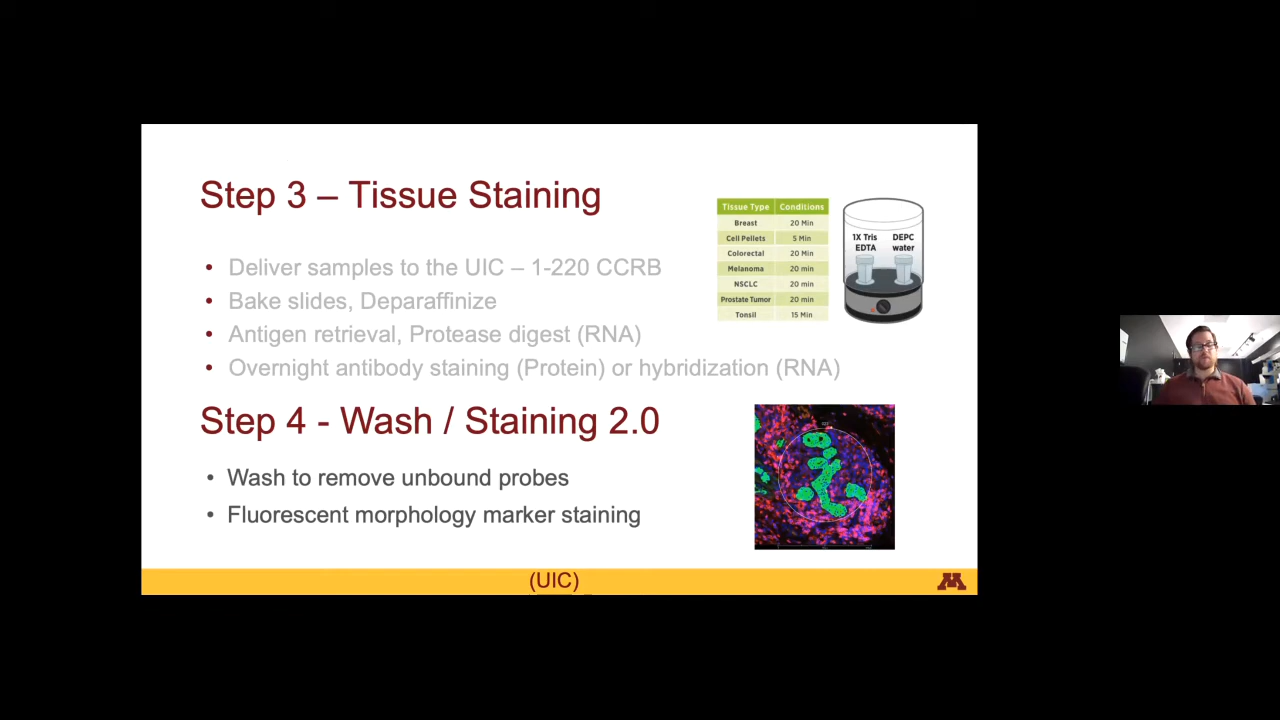 Step 3 – Tissue Staining
• Deliver samples to the UIC – 1-220 CCRB
• Bake slides, Deparaffinize
• Antigen retrieval, Protease digest (RNA)
• Overnight antibody staining (Protein) or hybridization (RNA)
Tissue Type Conditions
Breast 20 Min
Cell Pellets 5 Min
Colorectal 20 Min
Melanoma 20 min
NSCLC 20 min
Prostate Tumor 20 min
Tonsil 15 Min
1X Tris DEPC
EDTA water
Step 4 - Wash / Staining 2.0
• Wash to remove unbound probes
• Fluorescent morphology marker staining
(UIC)
M